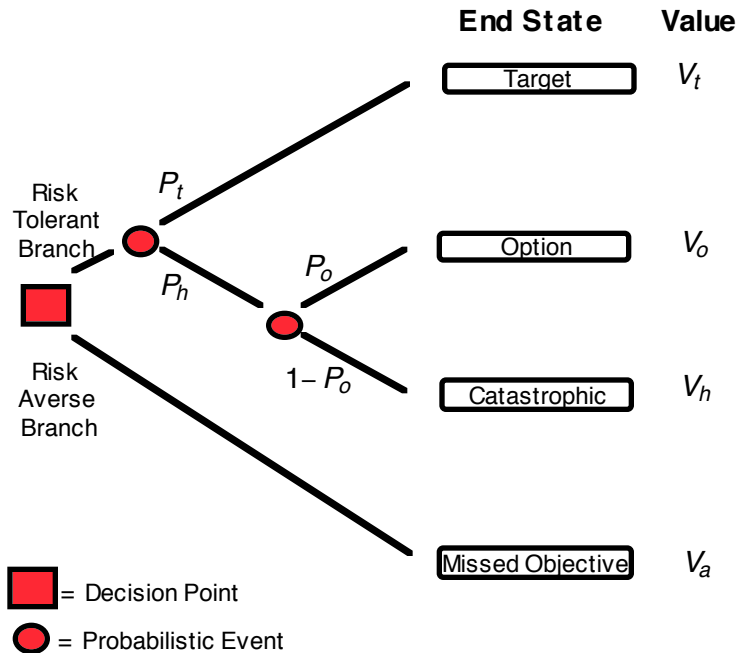 End State Value
Target V_t
P_t
Risk
Tolerant
Branch
P_h
P_o
Option V_o
1– P_o
Catastrophic V_h
Risk
Averse
Branch
Missed Objective V_a
= Decision Point
= Probabilistic Event